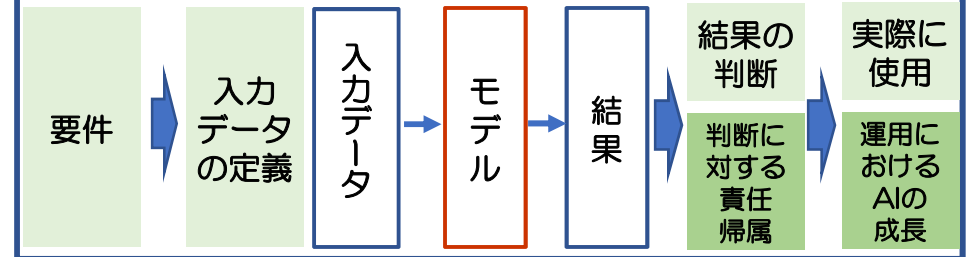 要件
入力
データ
の定義
入力データ
モデル
結果
結果の
判断
判断に
対する
責任
帰属
実際に
使用
運用に
おける
AIの
成長